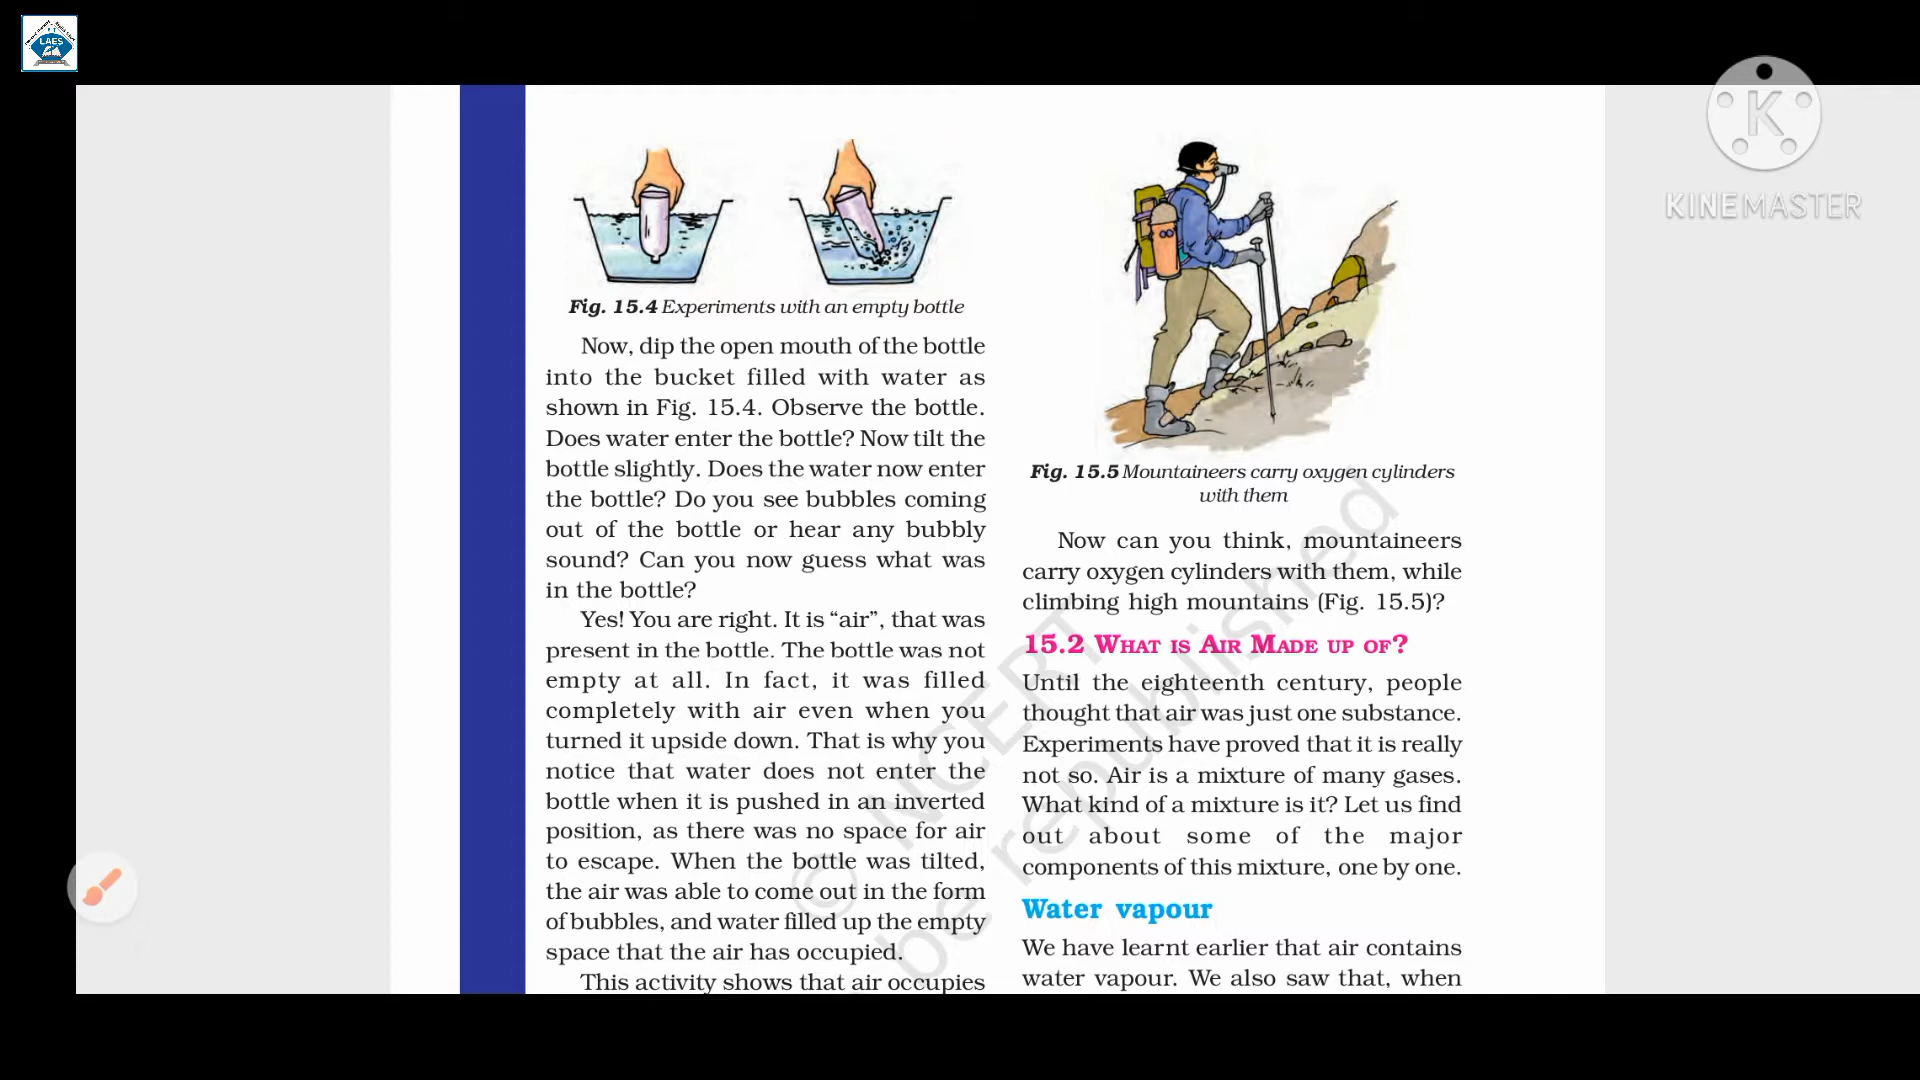 LAES
K
KINEMASTER
Fig. 15.4 Experiments with an empty bottle
Now, dip the open mouth of the bottle
into the bucket filled with water as
shown in Fig. 15.4. Observe the bottle.
Does water enter the bottle? Now tilt the
bottle slightly. Does the water now enter
the bottle? Do you see bubbles coming
out of the bottle or hear any bubbly
sound? Can you now guess what was
in the bottle?
Yes! You are right. It is “air”, that was
present in the bottle. The bottle was not
empty at all. In fact, it was filled
completely with air even when you
turned it upside down. That is why you
notice that water does not enter the
bottle when it is pushed in an inverted
position, as there was no space for air
to escape. When the bottle was tilted,
the air was able to come out in the form
of bubbles, and water filled up the empty
space that the air has occupied.
This activity shows that air occupies
Fig. 15.5 Mountaineers carry oxygen cylinders
with them
Now can you think, mountaineers
carry oxygen cylinders with them, while
climbing high mountains (Fig. 15.5)?
15.2 WHAT IS AIR MADE UP OF?
Until the eighteenth century, people
thought that air was just one substance.
Experiments have proved that it is really
not so. Air is a mixture of many gases.
What kind of a mixture is it? Let us find
out about some of the major
components of this mixture, one by one.
Water vapour
We have learnt earlier that air contains
water vapour. We also saw that, when
© NCERT
be republished